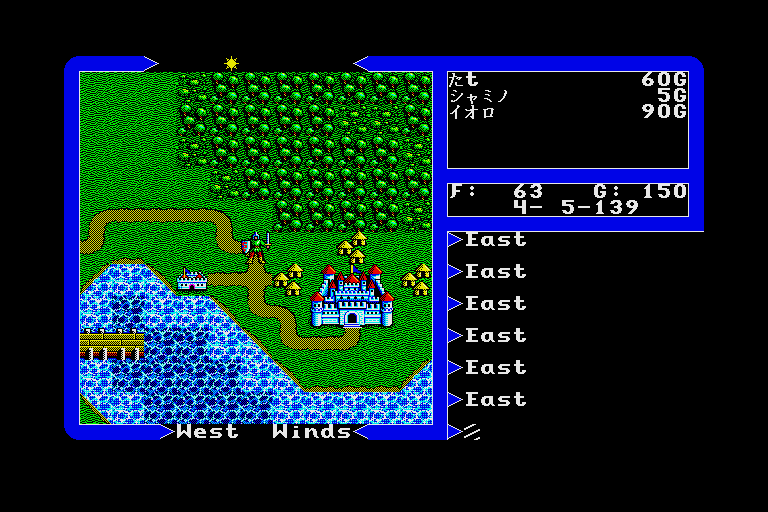 たt 60G
シャミノ 5G
イオロ 90G
F: 63 G: 150
4- 5-139
East
East
East
East
East
East
West Winds